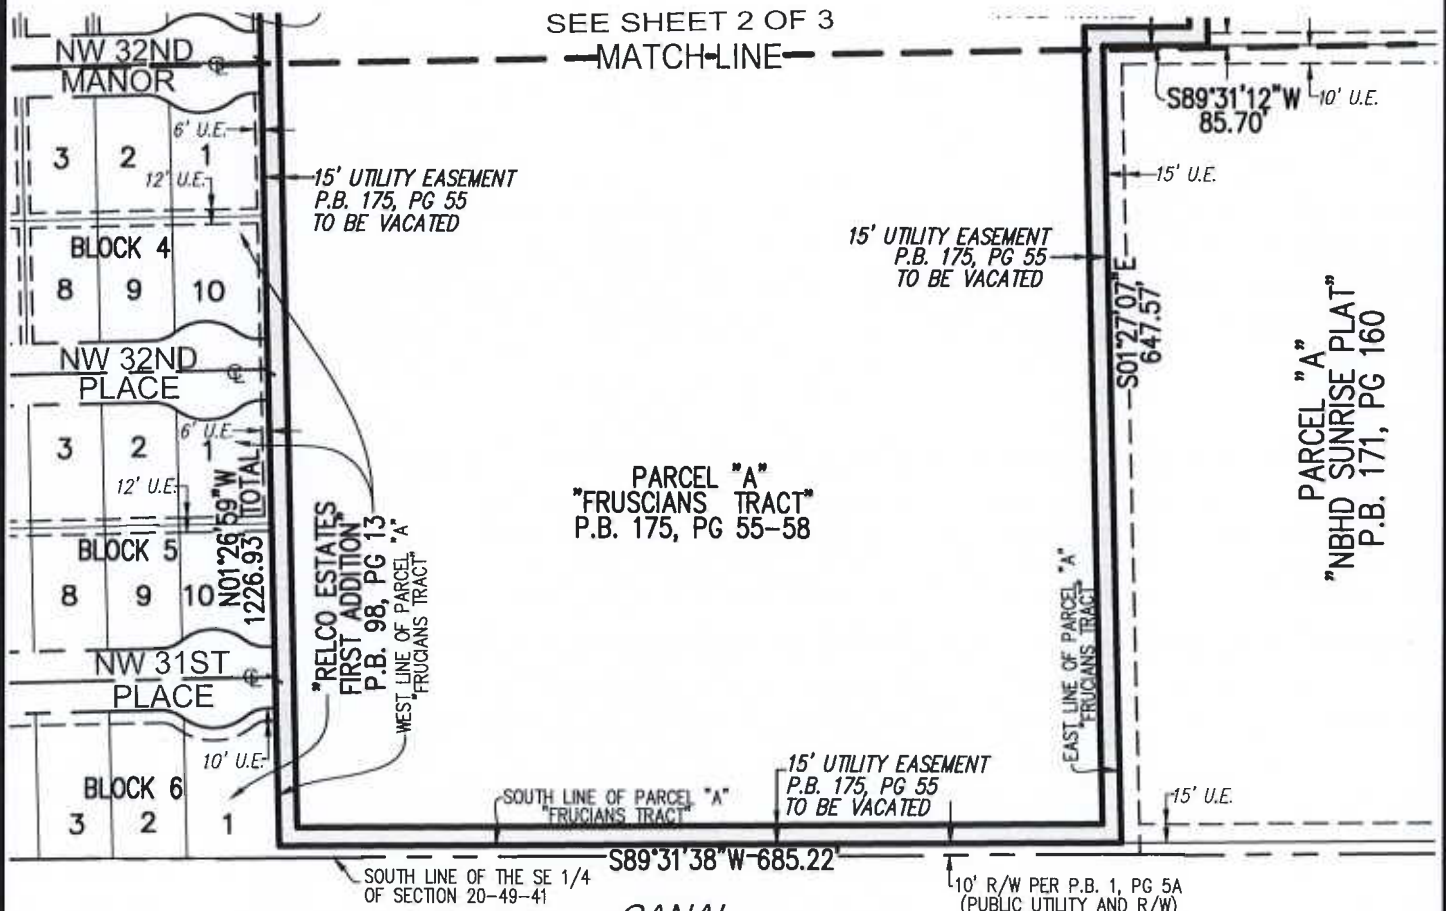 SEE SHEET 2 OF 3
MATCH LINE
NW 32ND
MANOR
℄
S89°31'12"W
85.70'
10' U.E.
6' U.E.
3
2
1
12' U.E.
15' UTILITY EASEMENT
P.B. 175, PG 55
TO BE VACATED
15' U.E.
BLOCK 4
15' UTILITY EASEMENT
P.B. 175, PG 55
TO BE VACATED
8
9
10
S01°27'07"E
647.57'
PARCEL "A"
"NBHD SUNRISE PLAT"
P.B. 171, PG 160
NW 32ND
PLACE
℄
6' U.E.
3
2
1
12' U.E.
PARCEL "A"
"FRUSCIANS TRACT"
P.B. 175, PG 55-58
BLOCK 5
8
9
10
N01°26'59"W
1226.93' TOTAL
"RELCO ESTATES
FIRST ADDITION"
P.B. 98, PG 13
WEST LINE OF PARCEL "A"
"FRUCIANS TRACT"
EAST LINE OF PARCEL "A"
"FRUCIANS TRACT"
NW 31ST
PLACE
℄
10' U.E.
BLOCK 6
3
2
1
SOUTH LINE OF PARCEL "A"
"FRUCIANS TRACT"
15' UTILITY EASEMENT
P.B. 175, PG 55
TO BE VACATED
15' U.E.
S89°31'38"W 685.22'
SOUTH LINE OF THE SE 1/4
OF SECTION 20-49-41
10' R/W PER P.B. 1, PG 5A
(PUBLIC UTILITY AND R/W)
CANAL